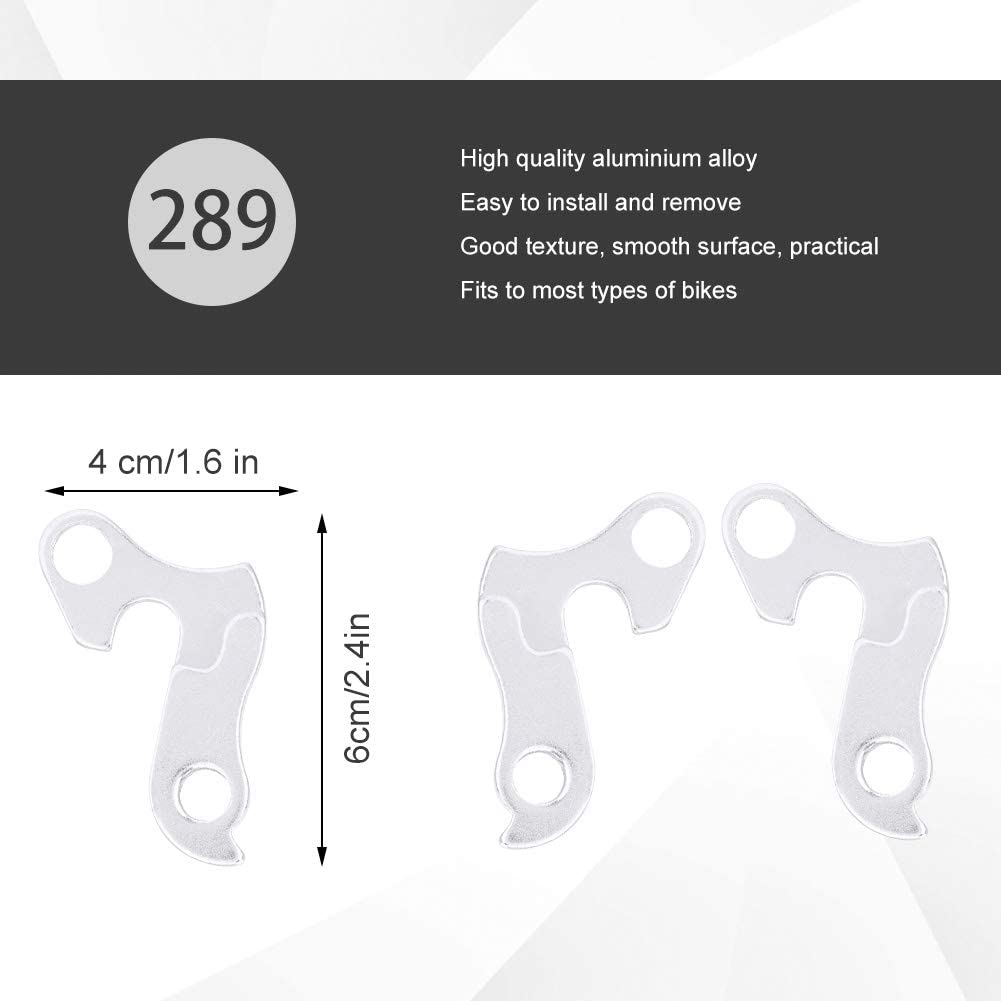 289
High quality aluminium alloy
Easy to install and remove
Good texture, smooth surface, practical
Fits to most types of bikes
4 cm/1.6 in
6cm/2.4in